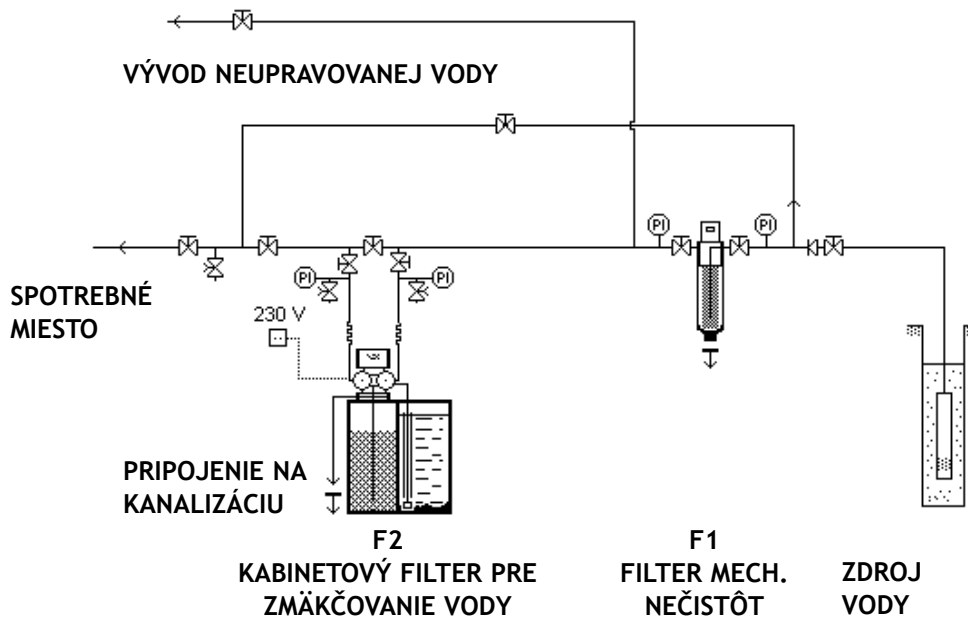 VÝVOD NEUPRAVOVANEJ VODY
PI
PI
SPOTREBNÉ
MIESTO
PI
PI
230 V
PRIPOJENIE NA
KANALIZÁCIU
F2
KABINETOVÝ FILTER PRE
ZMÄKČOVANIE VODY
F1
FILTER MECH.
NEČISTÔT
ZDROJ
VODY